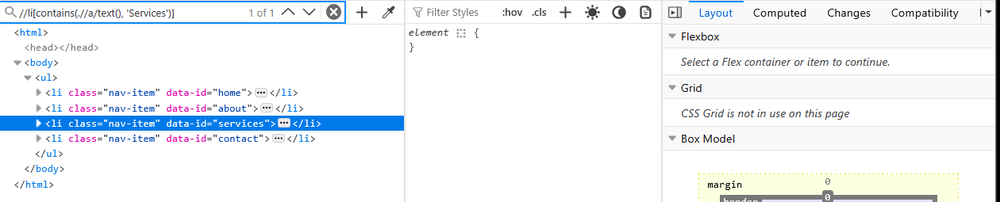 //li[contains(.//a/text(), 'Services')] 1 of 1
Filter Styles :hov .cls
Layout Computed Changes Compatibility
<html>
<head></head>
<body>
<ul>
<li class="nav-item" data-id="home"> </li>
<li class="nav-item" data-id="about"> </li>
<li class="nav-item" data-id="services"> </li>
<li class="nav-item" data-id="contact"> </li>
</ul>
</body>
</html>
element {
}
Flexbox
Select a Flex container or item to continue.
Grid
CSS Grid is not in use on this page
Box Model
margin 0
border 0